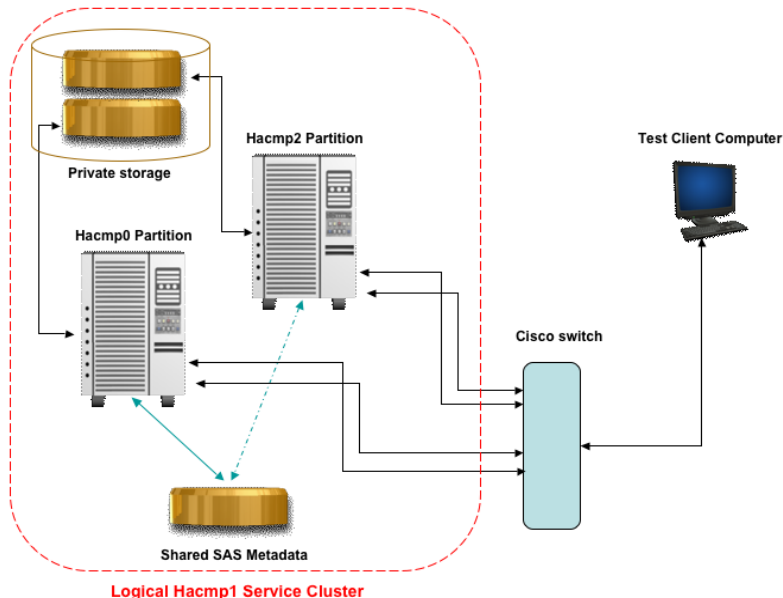 Private storage
Hacmp2 Partition
Test Client Computer
Hacmp0 Partition
Cisco switch
Shared SAS Metadata
Logical Hacmp1 Service Cluster